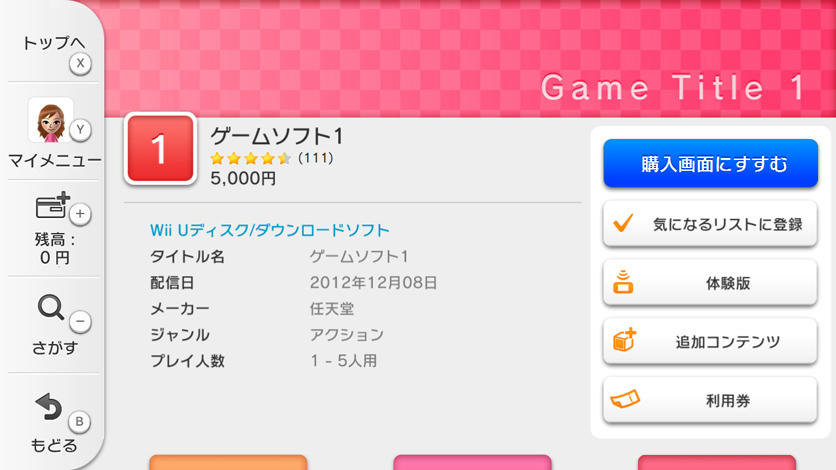 トップへ
X
Y
マイメニュー
+
残高：
0 円
−
さがす
B
もどる
Game Title 1
1
ゲームソフト1
(111)
5,000円
Wii Uディスク/ダウンロードソフト
タイトル名 ゲームソフト1
配信日 2012年12月08日
メーカー 任天堂
ジャンル アクション
プレイ人数 1 - 5人用
購入画面にすすむ
気になるリストに登録
体験版
追加コンテンツ
利用券